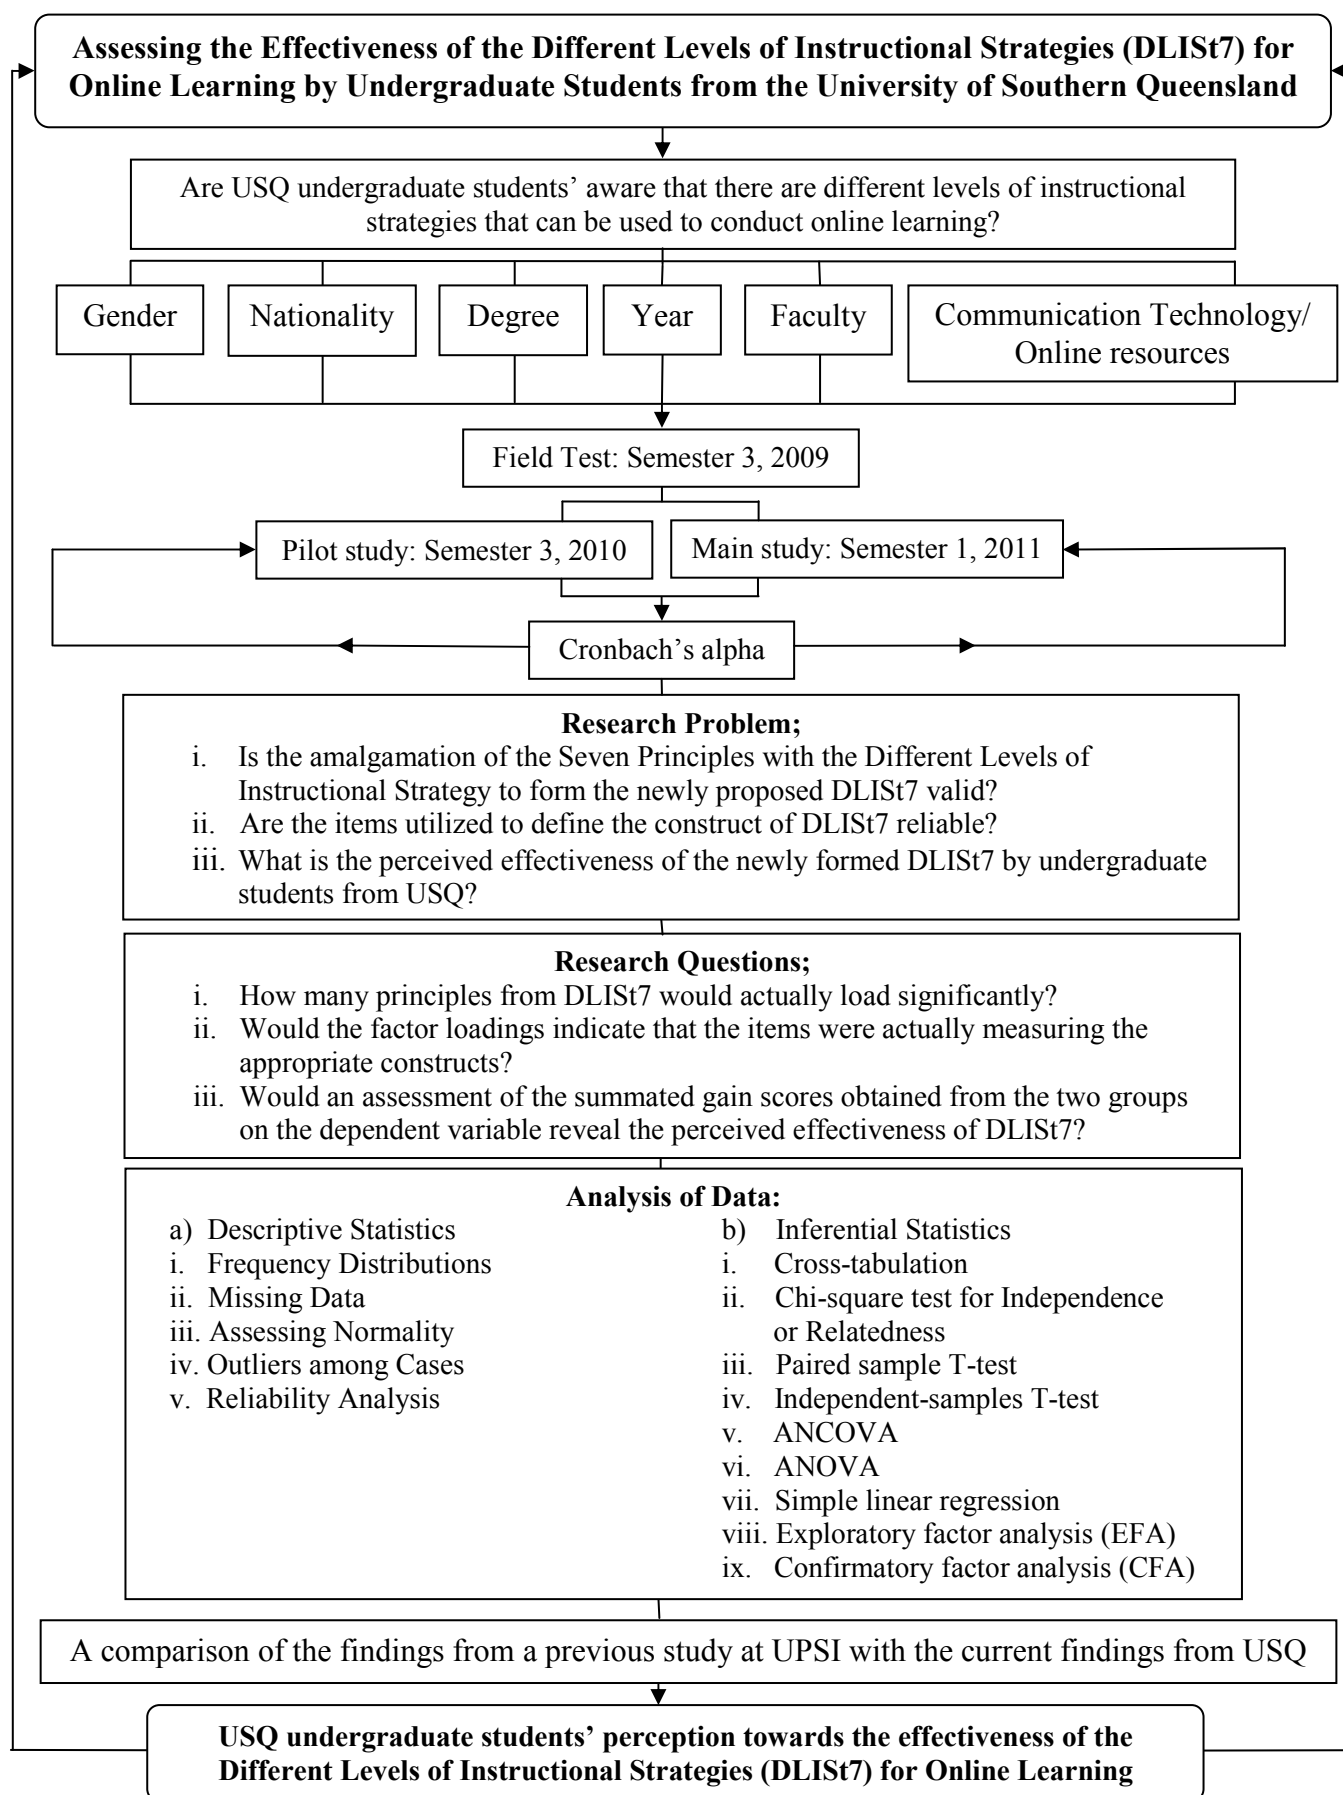 Assessing the Effectiveness of the Different Levels of Instructional Strategies (DLISt7) for
Online Learning by Undergraduate Students from the University of Southern Queensland
Are USQ undergraduate students’ aware that there are different levels of instructional
strategies that can be used to conduct online learning?
Gender
Nationality
Degree
Year
Faculty
Communication Technology/
Online resources
Field Test: Semester 3, 2009
Pilot study: Semester 3, 2010
Main study: Semester 1, 2011
Cronbach’s alpha
Research Problem;
i. Is the amalgamation of the Seven Principles with the Different Levels of
Instructional Strategy to form the newly proposed DLISt7 valid?
ii. Are the items utilized to define the construct of DLISt7 reliable?
iii. What is the perceived effectiveness of the newly formed DLISt7 by undergraduate
students from USQ?
Research Questions;
i. How many principles from DLISt7 would actually load significantly?
ii. Would the factor loadings indicate that the items were actually measuring the
appropriate constructs?
iii. Would an assessment of the summated gain scores obtained from the two groups
on the dependent variable reveal the perceived effectiveness of DLISt7?
Analysis of Data:
a) Descriptive Statistics
i. Frequency Distributions
ii. Missing Data
iii. Assessing Normality
iv. Outliers among Cases
v. Reliability Analysis
b) Inferential Statistics
i. Cross-tabulation
ii. Chi-square test for Independence
or Relatedness
iii. Paired sample T-test
iv. Independent-samples T-test
v. ANCOVA
vi. ANOVA
vii. Simple linear regression
viii. Exploratory factor analysis (EFA)
ix. Confirmatory factor analysis (CFA)
A comparison of the findings from a previous study at UPSI with the current findings from USQ
USQ undergraduate students’ perception towards the effectiveness of the
Different Levels of Instructional Strategies (DLISt7) for Online Learning